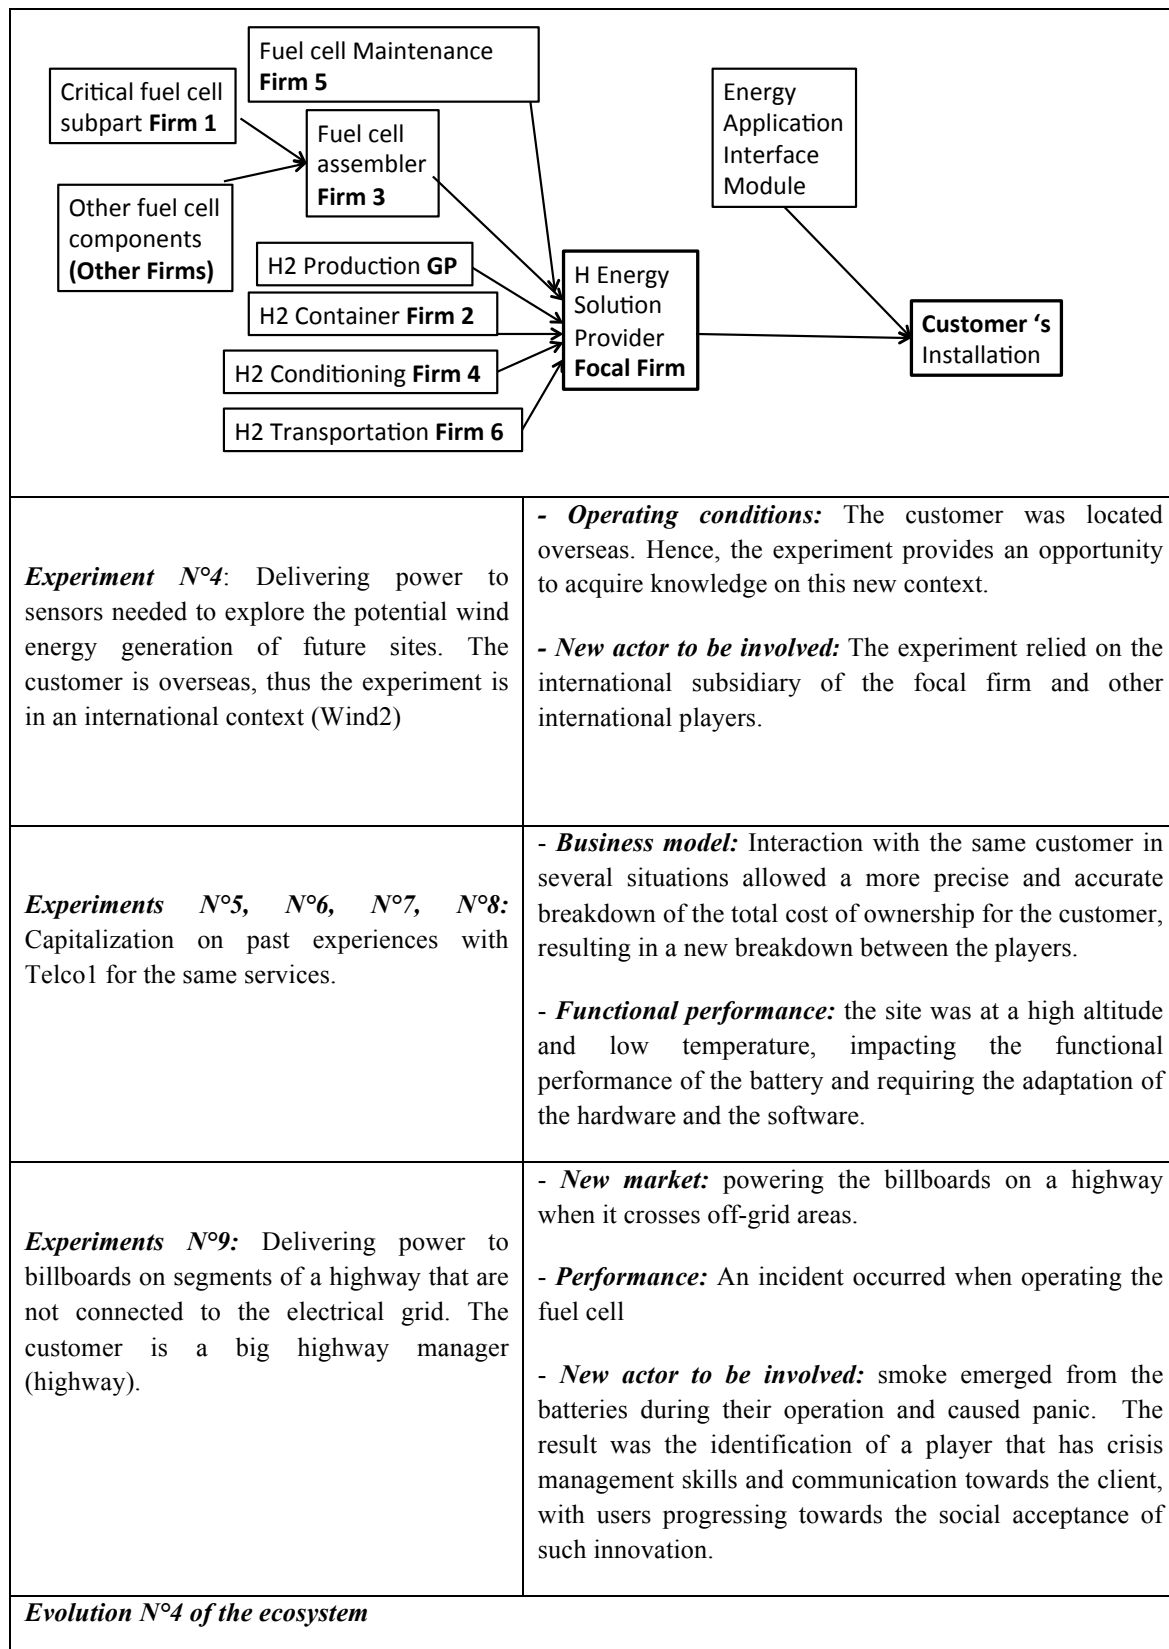 Fuel cell Maintenance
Firm 5
Critical fuel cell
subpart Firm 1
Fuel cell
assembler
Firm 3
Other fuel cell
components
(Other Firms)
H2 Production GP
H2 Container Firm 2
H2 Conditioning Firm 4
H2 Transportation Firm 6
H Energy
Solution
Provider
Focal Firm
Energy
Application
Interface
Module
Customer ‘s
Installation
Experiment N°4: Delivering power to
sensors needed to explore the potential wind
energy generation of future sites. The
customer is overseas, thus the experiment is
in an international context (Wind2)
- Operating conditions: The customer was located
overseas. Hence, the experiment provides an opportunity
to acquire knowledge on this new context.
- New actor to be involved: The experiment relied on the
international subsidiary of the focal firm and other
international players.
Experiments N°5, N°6, N°7, N°8:
Capitalization on past experiences with
Telco1 for the same services.
- Business model: Interaction with the same customer in
several situations allowed a more precise and accurate
breakdown of the total cost of ownership for the customer,
resulting in a new breakdown between the players.
- Functional performance: the site was at a high altitude
and low temperature, impacting the functional
performance of the battery and requiring the adaptation of
the hardware and the software.
Experiments N°9: Delivering power to
billboards on segments of a highway that are
not connected to the electrical grid. The
customer is a big highway manager
(highway).
- New market: powering the billboards on a highway
when it crosses off-grid areas.
- Performance: An incident occurred when operating the
fuel cell
- New actor to be involved: smoke emerged from the
batteries during their operation and caused panic. The
result was the identification of a player that has crisis
management skills and communication towards the client,
with users progressing towards the social acceptance of
such innovation.
Evolution N°4 of the ecosystem